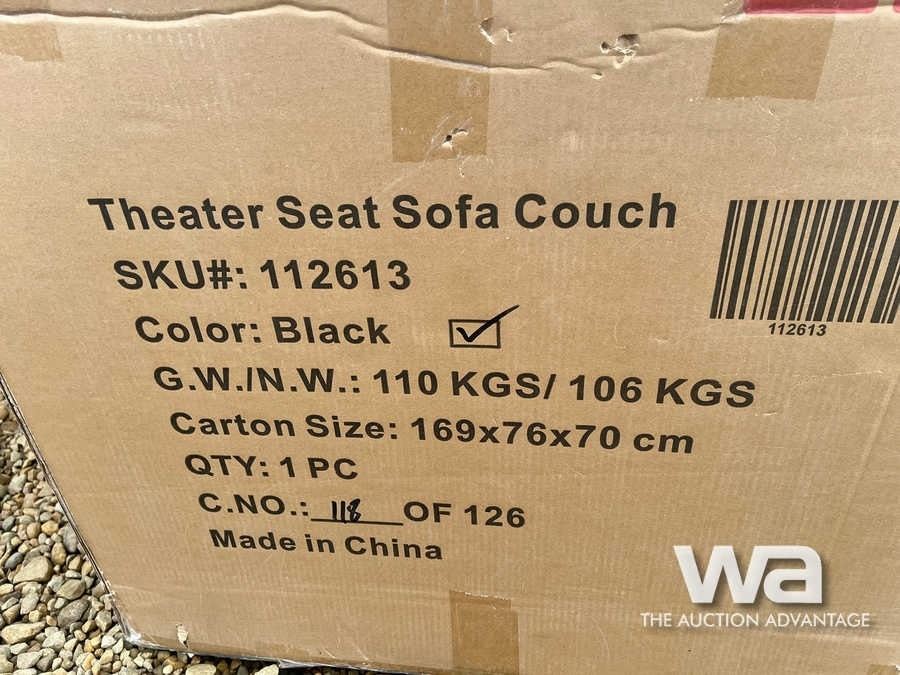 Theater Seat Sofa Couch
SKU#: 112613
112613
Color: Black
G.W./N.W.: 110 KGS/ 106 KGS
Carton Size: 169x76x70 cm
QTY: 1 PC
C.NO.: 118 OF 126
Made in China
wa
THE AUCTION ADVANTAGE